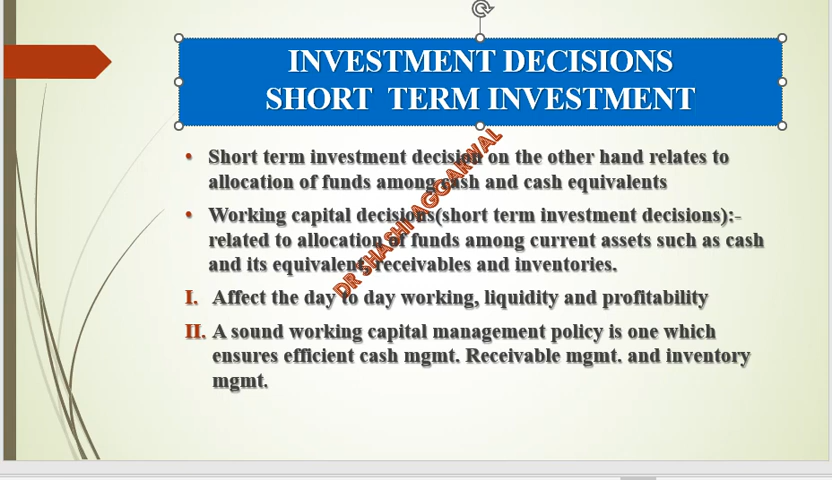 INVESTMENT DECISIONS
SHORT TERM INVESTMENT
• Short term investment decision on the other hand relates to
allocation of funds among cash and cash equivalents
• Working capital decisions(short term investment decisions):-
related to allocation of funds among current assets such as cash
and its equivalent, receivables and inventories.
I. Affect the day to day working, liquidity and profitability
II. A sound working capital management policy is one which
ensures efficient cash mgmt. Receivable mgmt. and inventory
mgmt.
DR SHASHI AGGARWAL